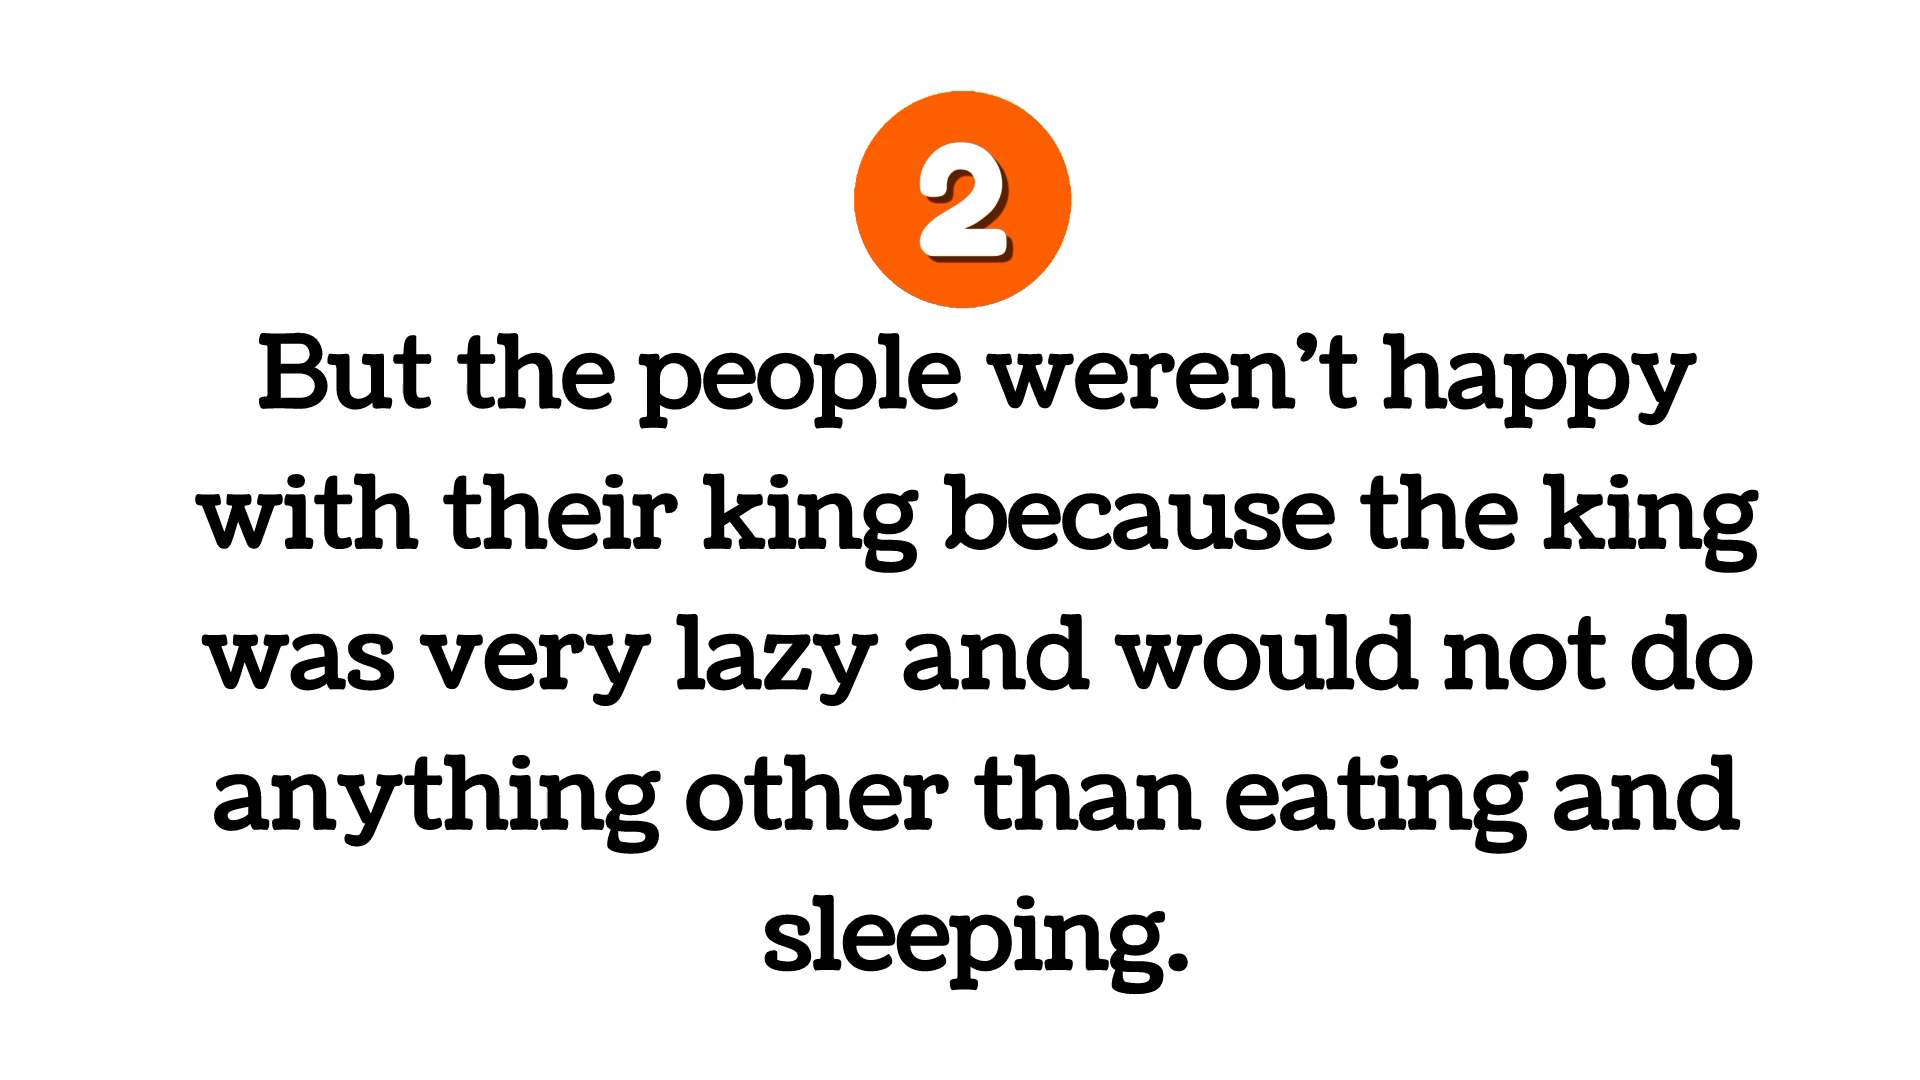 2
But the people weren’t happy
with their king because the king
was very lazy and would not do
anything other than eating and
sleeping.